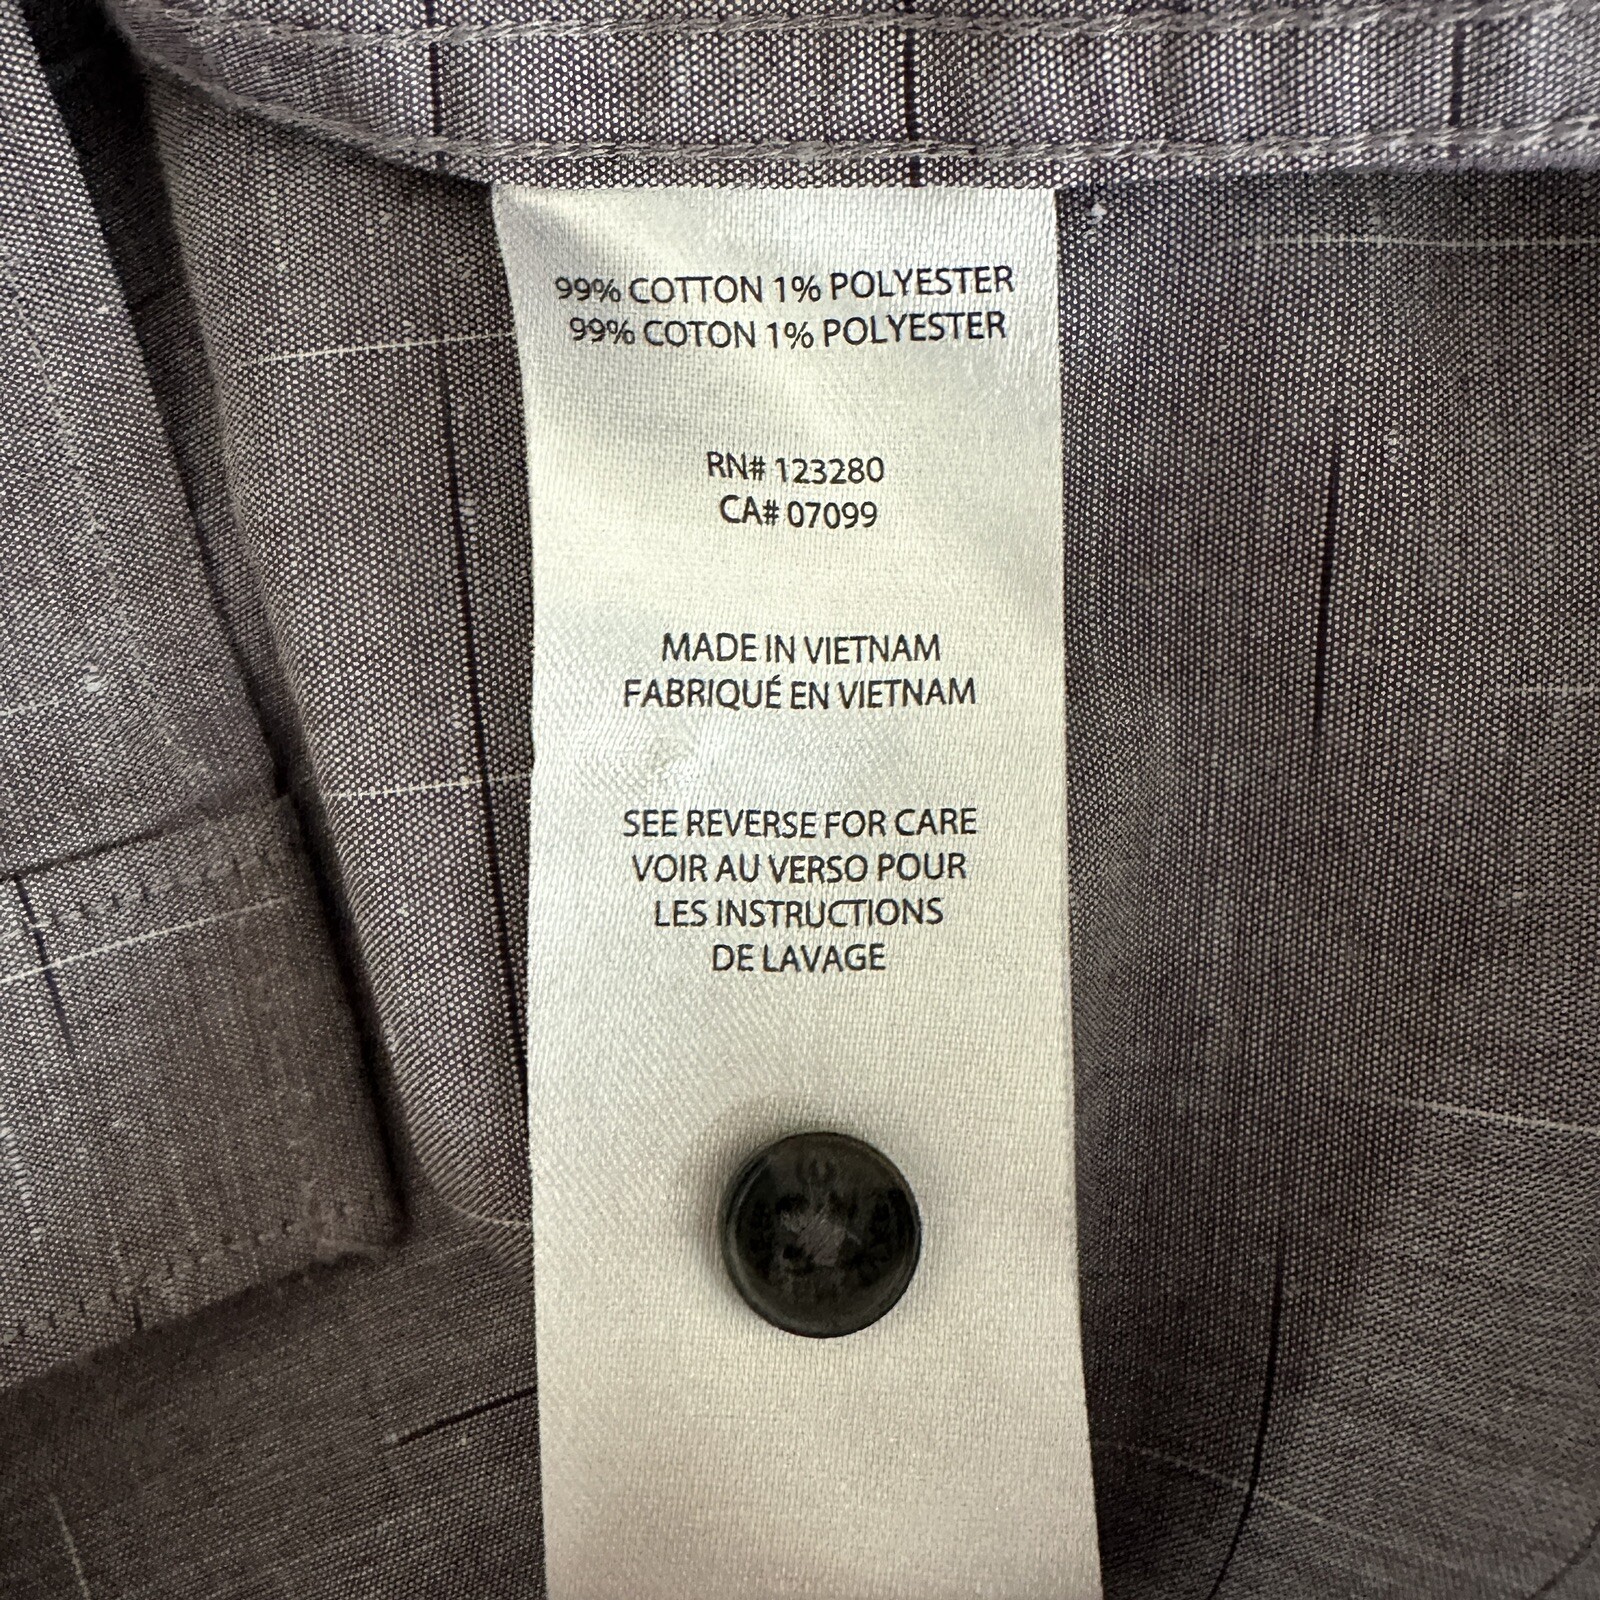 99% COTTON 1% POLYESTER
99% COTON 1% POLYESTER
RN# 123280
CA# 07099
MADE IN VIETNAM
FABRIQUÉ EN VIETNAM
SEE REVERSE FOR CARE
VOIR AU VERSO POUR
LES INSTRUCTIONS
DE LAVAGE